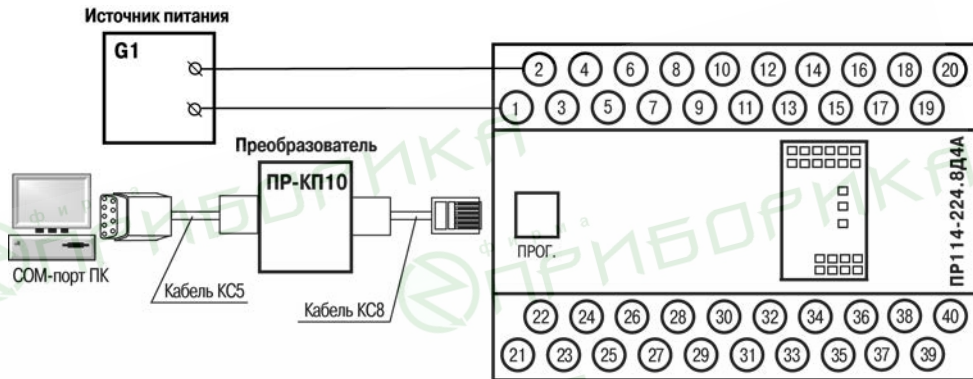 Источник питания
G1
2 4 6 8 10 12 14 16 18 20
1 3 5 7 9 11 13 15 17 19
Преобразователь
ПР-КП10
COM-порт ПК
Кабель КС5
Кабель КС8
ПРОГ.
ПР114-224.8Д4А
22 24 26 28 30 32 34 36 38 40
21 23 25 27 29 31 33 35 37 39
фирма
ПРИБОРИКА
фирма
ПРИБОРИКА